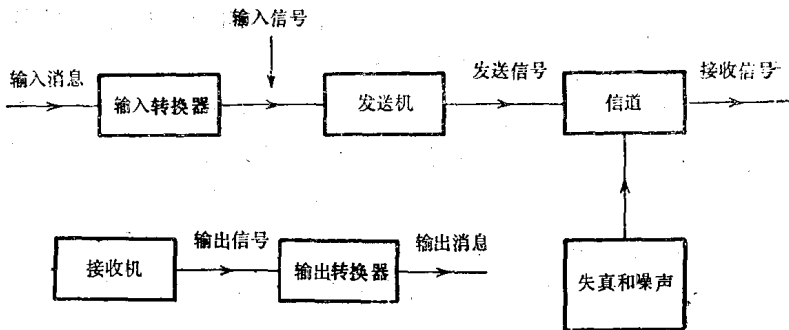 输入信号
输入消息
发送信号
接收信号
输入转换器
发送机
信道
输出信号
输出消息
接收机
输出转换器
失真和噪声